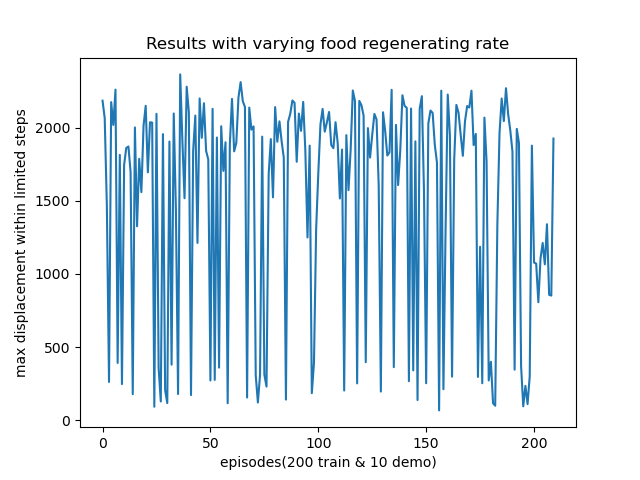 Results with varying food regenerating rate
max displacement within limited steps
2000
1500
1000
500
0
0 50 100 150 200
episodes(200 train & 10 demo)